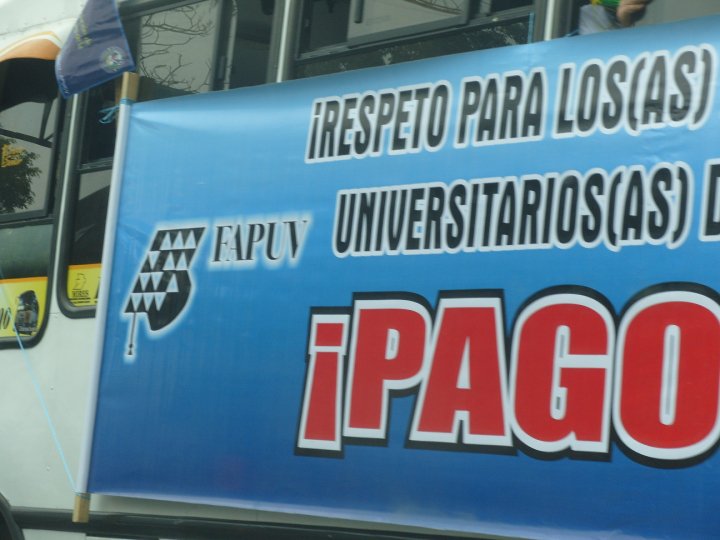 ¡RESPETO PARA LOS(AS)
UNIVERSITARIOS(AS) D
FAPUV
¡PAGO